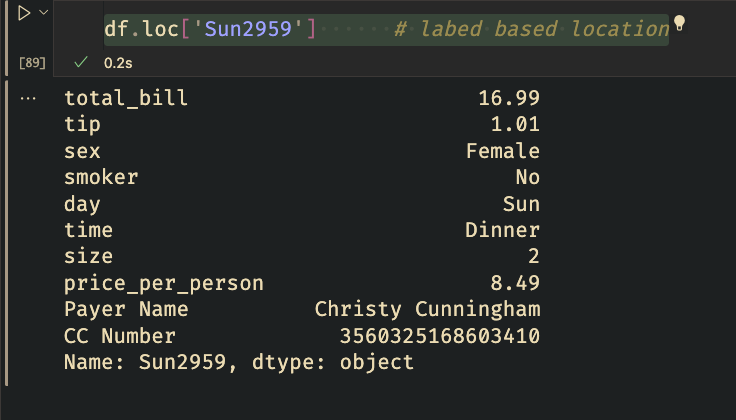 df.loc['Sun2959']       # labed based location
[89] ✓ 0.2s
... total_bill                       16.99
tip                               1.01
sex                             Female
smoker                              No
day                                Sun
time                            Dinner
size                                 2
price_per_person                  8.49
Payer Name          Christy Cunningham
CC Number             3560325168603410
Name: Sun2959, dtype: object